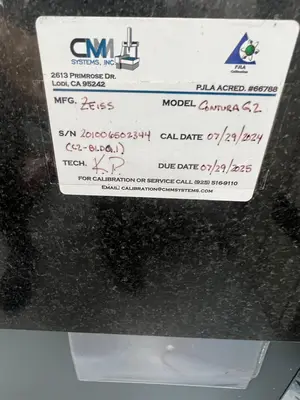 CMM
SYSTEMS, INC.
PJLA
Calibration
2613 PRIMROSE DR.
LODI, CA 95242
PJLA ACRED. #66788
MFG. ZEISS
MODEL CONTURA G2
S/N 201006502344
(C2-BLDG.1)
CAL DATE 07/29/2024
TECH. K.P.
DUE DATE 07/29/2025
FOR CALIBRATION OR SERVICE CALL (925) 516-9110
EMAIL: CALIBRATION@CMMSYSTEMS.COM